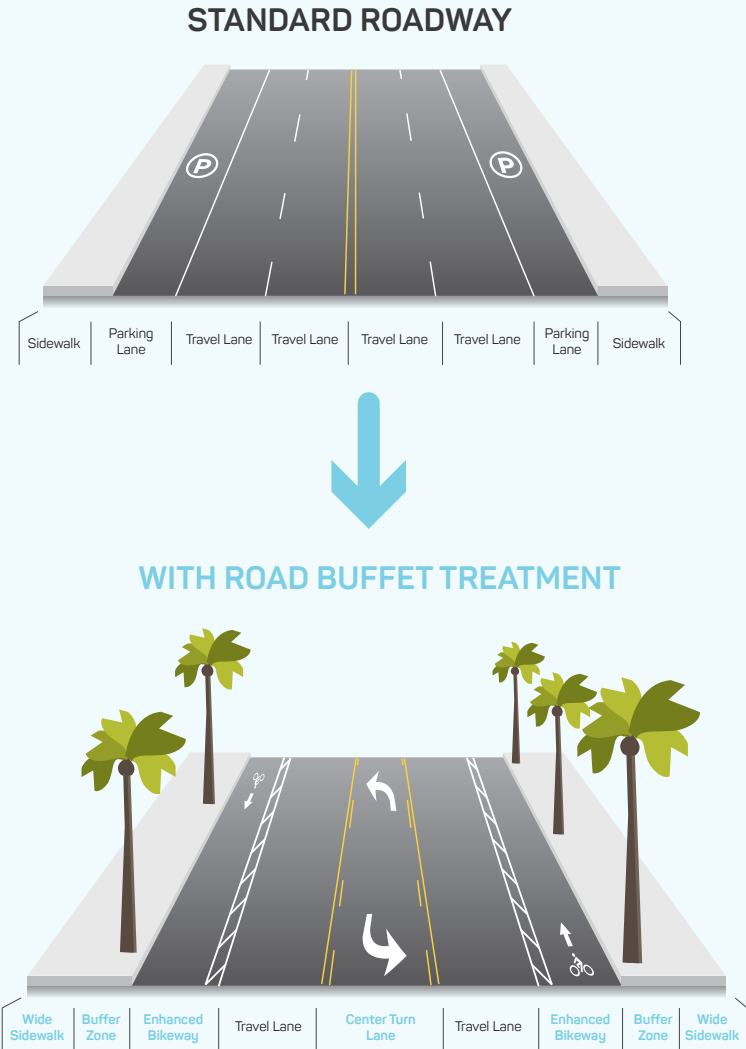 STANDARD ROADWAY
P
P
Sidewalk
Parking
Lane
Travel Lane
Travel Lane
Travel Lane
Travel Lane
Parking
Lane
Sidewalk
WITH ROAD BUFFET TREATMENT
Wide
Sidewalk
Buffer
Zone
Enhanced
Bikeway
Travel Lane
Center Turn
Lane
Travel Lane
Enhanced
Bikeway
Buffer
Zone
Wide
Sidewalk